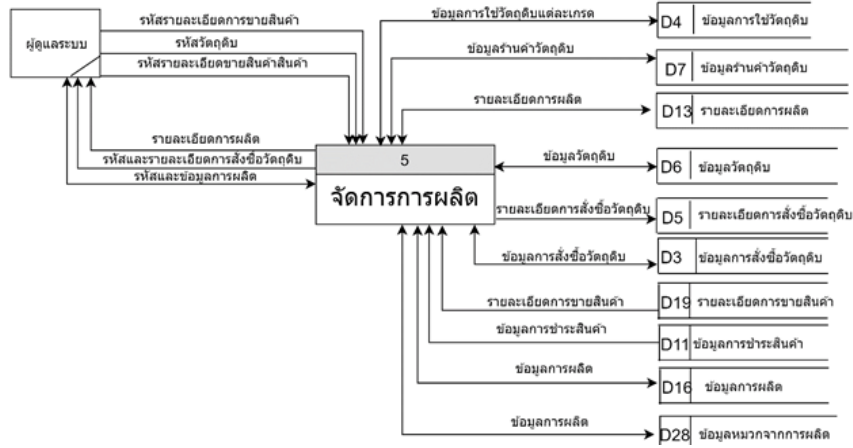 ผู้ดูแลระบบ
รหัสรายละเอียดการขายสินค้า
รหัสวัตถุดิบ
รหัสรายละเอียดขายสินค้าสินค้า
รายละเอียดการผลิต
รหัสและรายละเอียดการสั่งซื้อวัตถุดิบ
รหัสและข้อมูลการผลิต
5
จัดการการผลิต
ข้อมูลการใช้วัตถุดิบแต่ละเกรด
D4 ข้อมูลการใช้วัตถุดิบ
ข้อมูลร้านค้าวัตถุดิบ
D7 ข้อมูลร้านค้าวัตถุดิบ
รายละเอียดการผลิต
D13 รายละเอียดการผลิต
ข้อมูลวัตถุดิบ
D6 ข้อมูลวัตถุดิบ
รายละเอียดการสั่งซื้อวัตถุดิบ
D5 รายละเอียดการสั่งซื้อวัตถุดิบ
ข้อมูลการสั่งซื้อวัตถุดิบ
D3 ข้อมูลการสั่งซื้อวัตถุดิบ
รายละเอียดการขายสินค้า
D19 รายละเอียดการขายสินค้า
ข้อมูลการชำระสินค้า
D11 ข้อมูลการชำระสินค้า
ข้อมูลการผลิต
D16 ข้อมูลการผลิต
ข้อมูลการผลิต
D28 ข้อมูลหมวกจากการผลิต